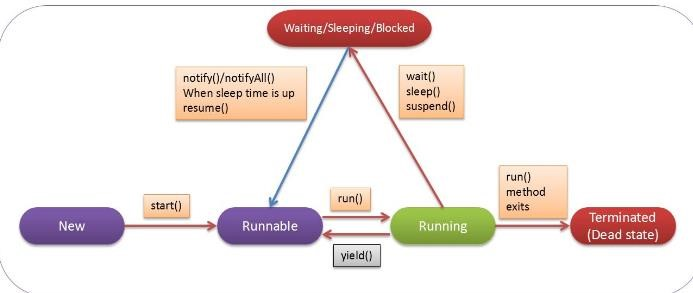 Waiting/Sleeping/Blocked
notify()/notifyAll()
When sleep time is up
resume()
wait()
sleep()
suspend()
start()
run()
run()
method
exits
New
Runnable
Running
Terminated
(Dead state)
yield()